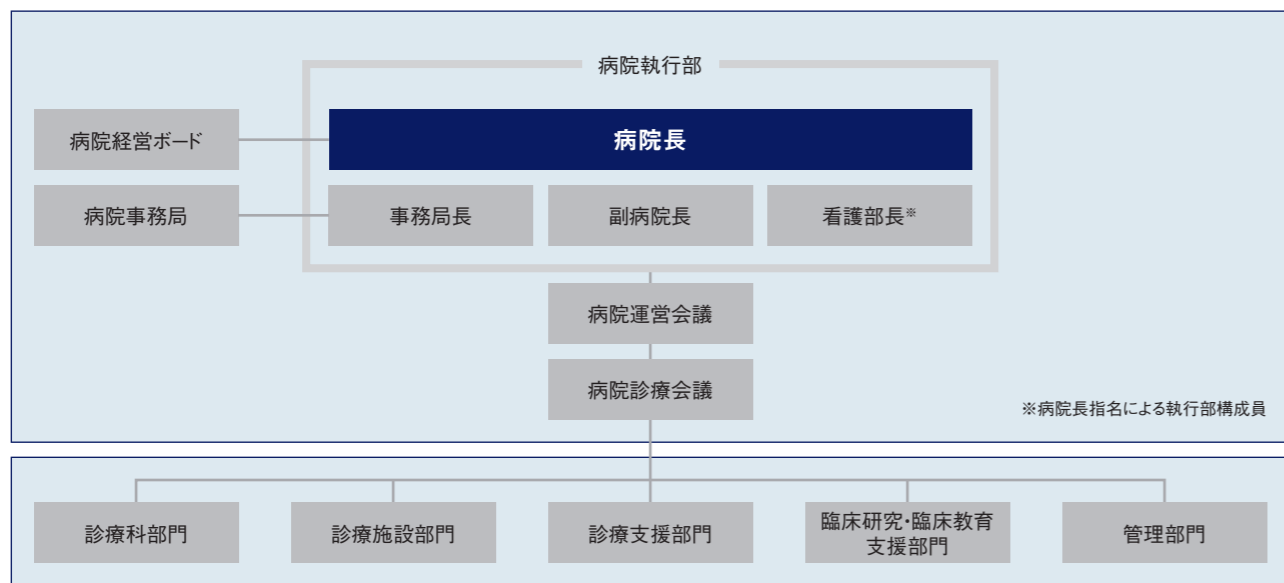 病院執行部
病院経営ボード
病院長
病院事務局
事務局長
副病院長
看護部長※
病院運営会議
病院診療会議
※病院長指名による執行部構成員
診療科部門
診療施設部門
診療支援部門
臨床研究・臨床教育
支援部門
管理部門